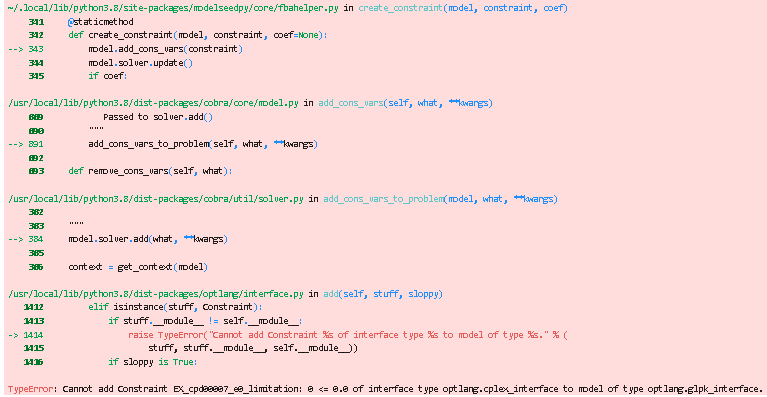 ~/.local/lib/python3.8/site-packages/modelseedpy/core/fbahelper.py in create_constraint(model, constraint, coef)
    341     @staticmethod
    342     def create_constraint(model, constraint, coef=None):
--> 343         model.add_cons_vars(constraint)
    344         model.solver.update()
    345         if coef:
/usr/local/lib/python3.8/dist-packages/cobra/core/model.py in add_cons_vars(self, what, **kwargs)
    889            Passed to solver.add()
    890         """
--> 891         add_cons_vars_to_problem(self, what, **kwargs)
    892
    893     def remove_cons_vars(self, what):
/usr/local/lib/python3.8/dist-packages/cobra/util/solver.py in add_cons_vars_to_problem(model, what, **kwargs)
    382
    383     """
--> 384     model.solver.add(what, **kwargs)
    385
    386     context = get_context(model)
/usr/local/lib/python3.8/dist-packages/optlang/interface.py in add(self, stuff, sloppy)
   1412         elif isinstance(stuff, Constraint):
   1413             if stuff.__module__ != self.__module__:
-> 1414                 raise TypeError("Cannot add Constraint %s of interface type %s to model of type %s." % (
   1415                     stuff, stuff.__module__, self.__module__))
   1416             if sloppy is True:
TypeError: Cannot add Constraint EX_cpd00007_e0_limitation: 0 <= 0.0 of interface type optlang.cplex_interface to model of type optlang.glpk_interface.